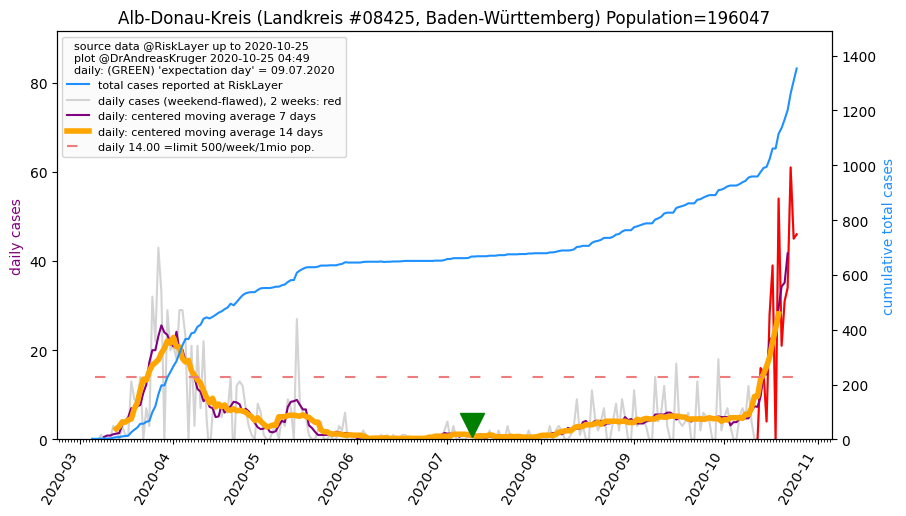 Alb-Donau-Kreis (Landkreis #08425, Baden-Württemberg) Population=196047
source data @RiskLayer up to 2020-10-25
plot @DrAndreasKruger 2020-10-25 04:49
daily: (GREEN) 'expectation day' = 09.07.2020
total cases reported at RiskLayer
daily cases (weekend-flawed), 2 weeks: red
daily: centered moving average 7 days
daily: centered moving average 14 days
daily 14.00 =limit 500/week/1mio pop.
daily cases
80
60
40
20
0
1400
1200
1000
800
600
400
200
0
cumulative total cases
2020-03
2020-04
2020-05
2020-06
2020-07
2020-08
2020-09
2020-10
2020-11